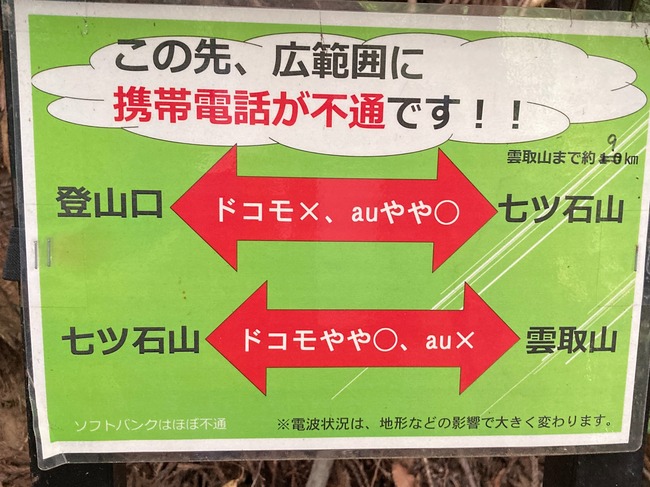 この先、広範囲に
携帯電話が不通です！！
雲取山まで約9km
登山口 ドコモ×、auやや○ 七ツ石山
七ツ石山 ドコモやや○、au× 雲取山
ソフトバンクはほぼ不通 ※電波状況は、地形などの影響で大きく変わります。